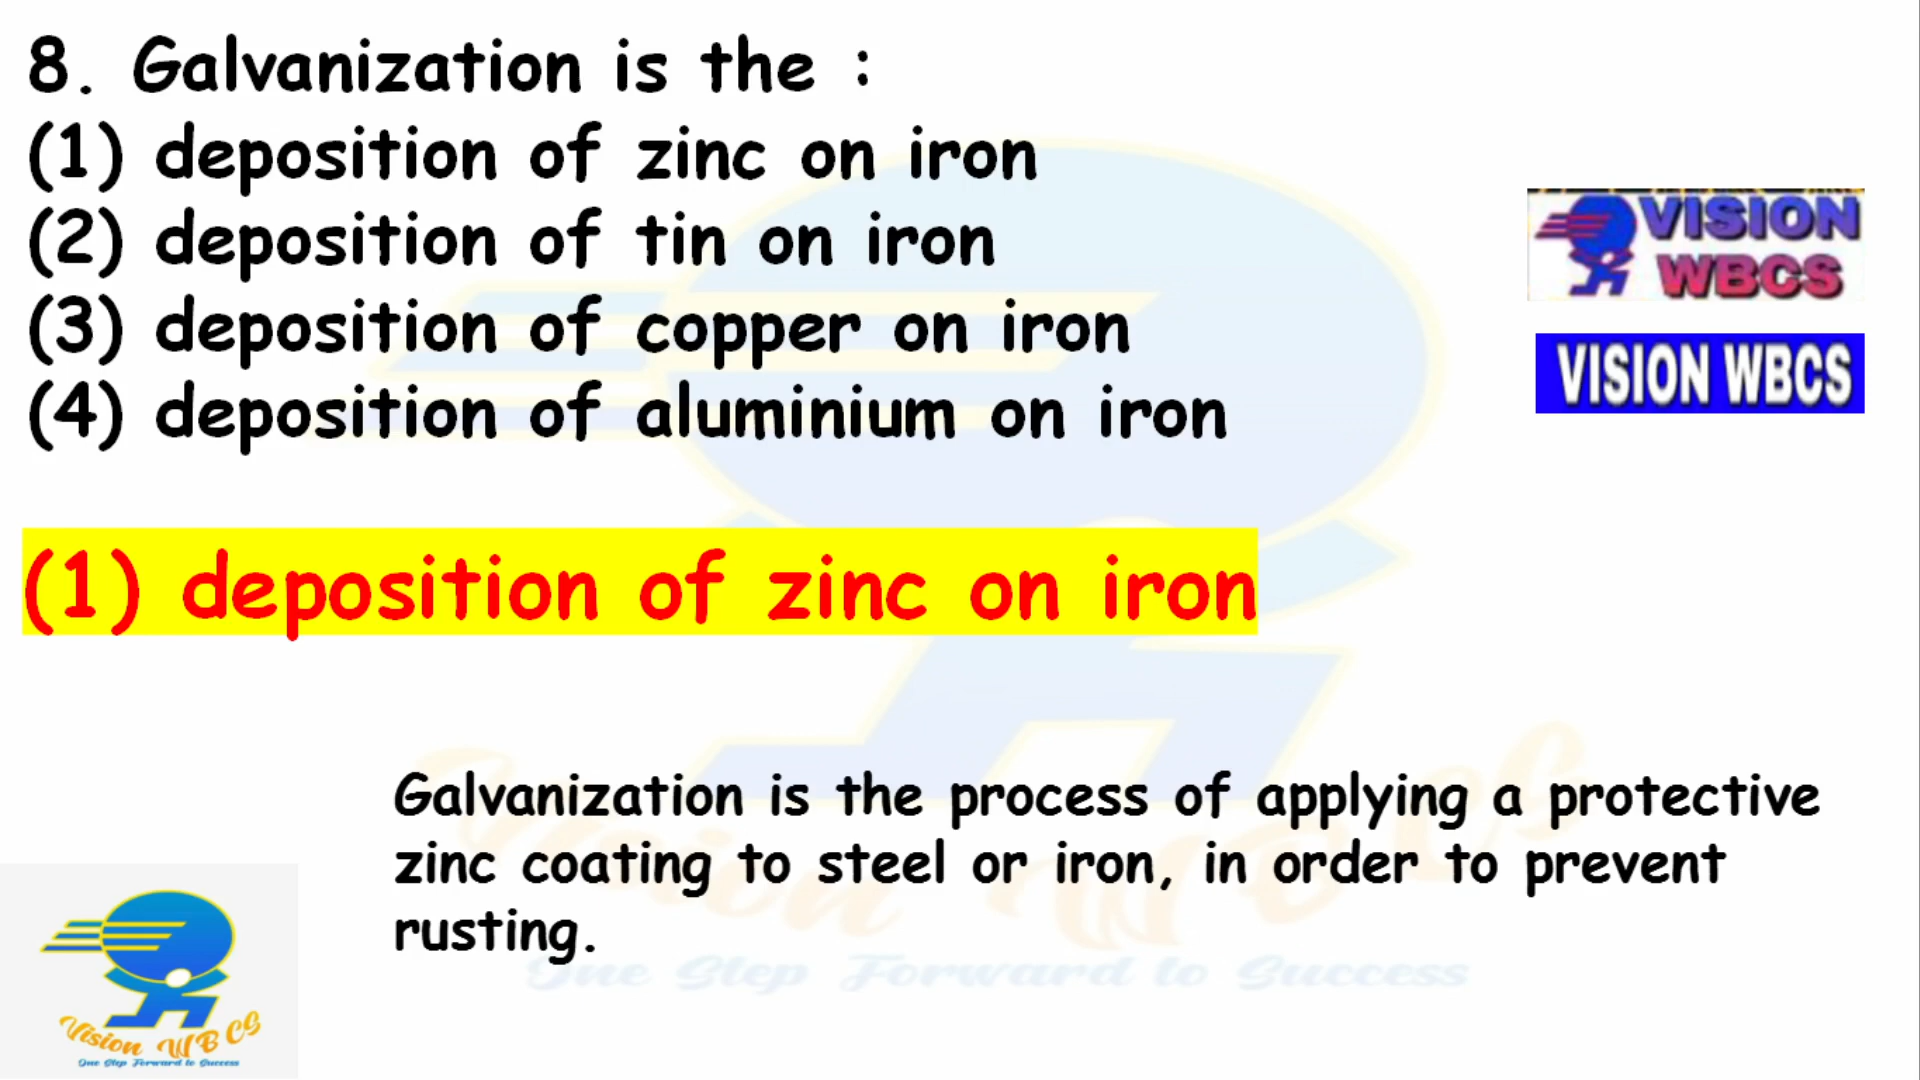 8. Galvanization is the :
(1) deposition of zinc on iron
(2) deposition of tin on iron
(3) deposition of copper on iron
(4) deposition of aluminium on iron
VISION
WBCS
VISION WBCS
(1) deposition of zinc on iron
Galvanization is the process of applying a protective
zinc coating to steel or iron, in order to prevent
rusting.
Vision WBCS
One Step Forward to Success
Vision WBCS
One Step Forward to Success